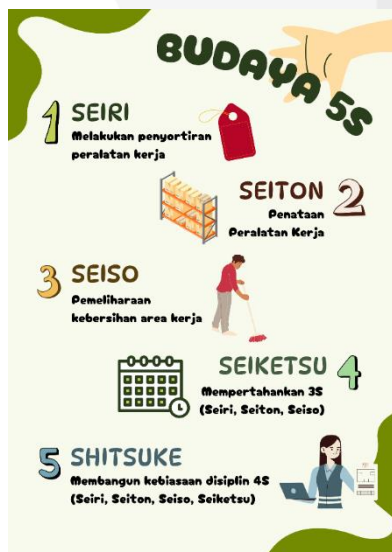 BUDAYA 5S
1 SEIRI
Melakukan penyortiran
peralatan kerja
SEITON 2
Penataan
Peralatan Kerja
3 SEISO
Pemeliharaan
kebersihan area kerja
SEIKETSU 4
Mempertahankan 3S
(Seiri, Seiton, Seiso)
5 SHITSUKE
Membangun kebiasaan disiplin 4S
(Seiri, Seiton, Seiso, Seiketsu)